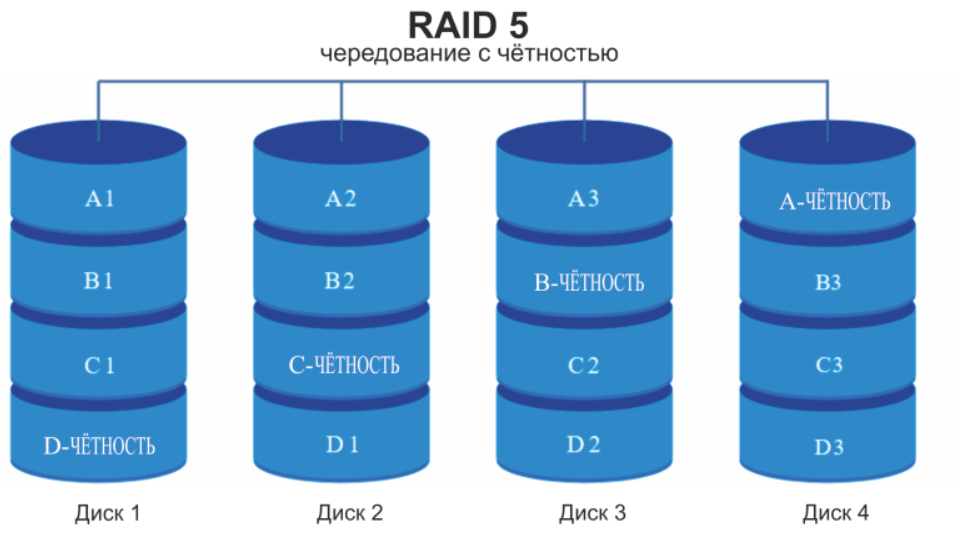 RAID 5
чередование с чётностью
A1 A2 A3 A-ЧЁТНОСТЬ
B1 B2 B-ЧЁТНОСТЬ B3
C1 C-ЧЁТНОСТЬ C2 C3
D-ЧЁТНОСТЬ D1 D2 D3
Диск 1 Диск 2 Диск 3 Диск 4